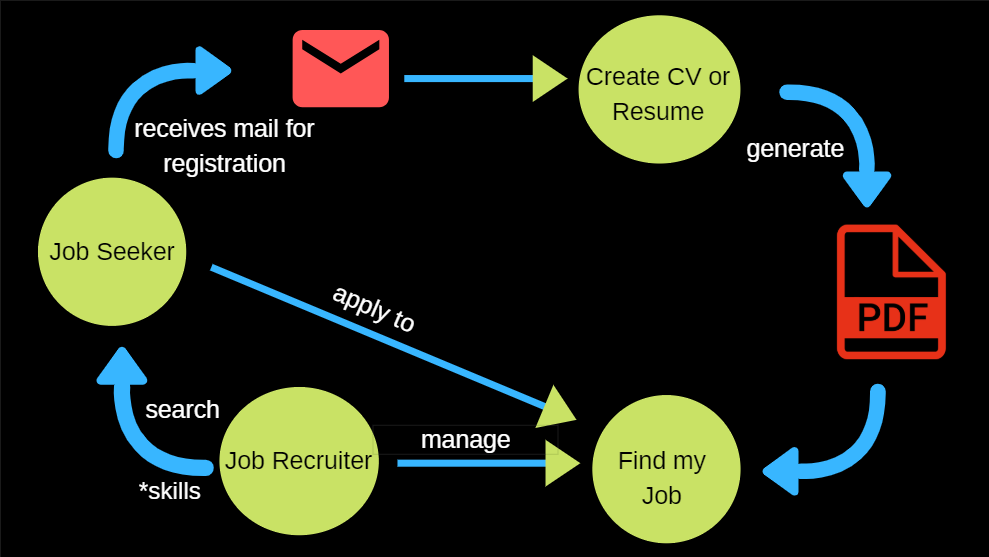 Create CV or
Resume
receives mail for
registration
generate
Job Seeker
apply to
PDF
search
manage
Job Recruiter
Find my
Job
*skills